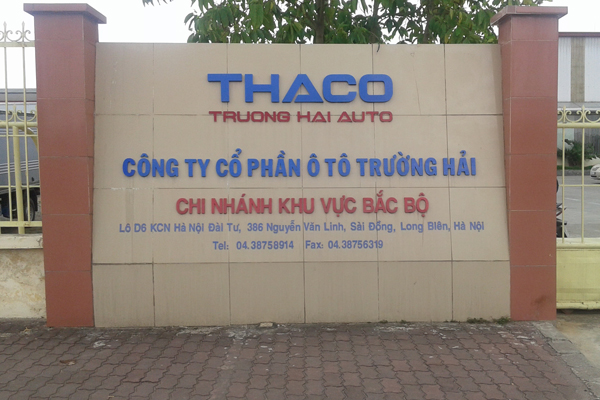 THACO
TRUONG HAI AUTO
CÔNG TY CỔ PHẦN Ô TÔ TRƯỜNG HẢI
CHI NHÁNH KHU VỰC BẮC BỘ
Lô D6 KCN Hà Nội Đài Tư, 386 Nguyễn Văn Linh, Sài Đồng, Long Biên, Hà Nội
Tel: 04.38758914 Fax: 04.38756319